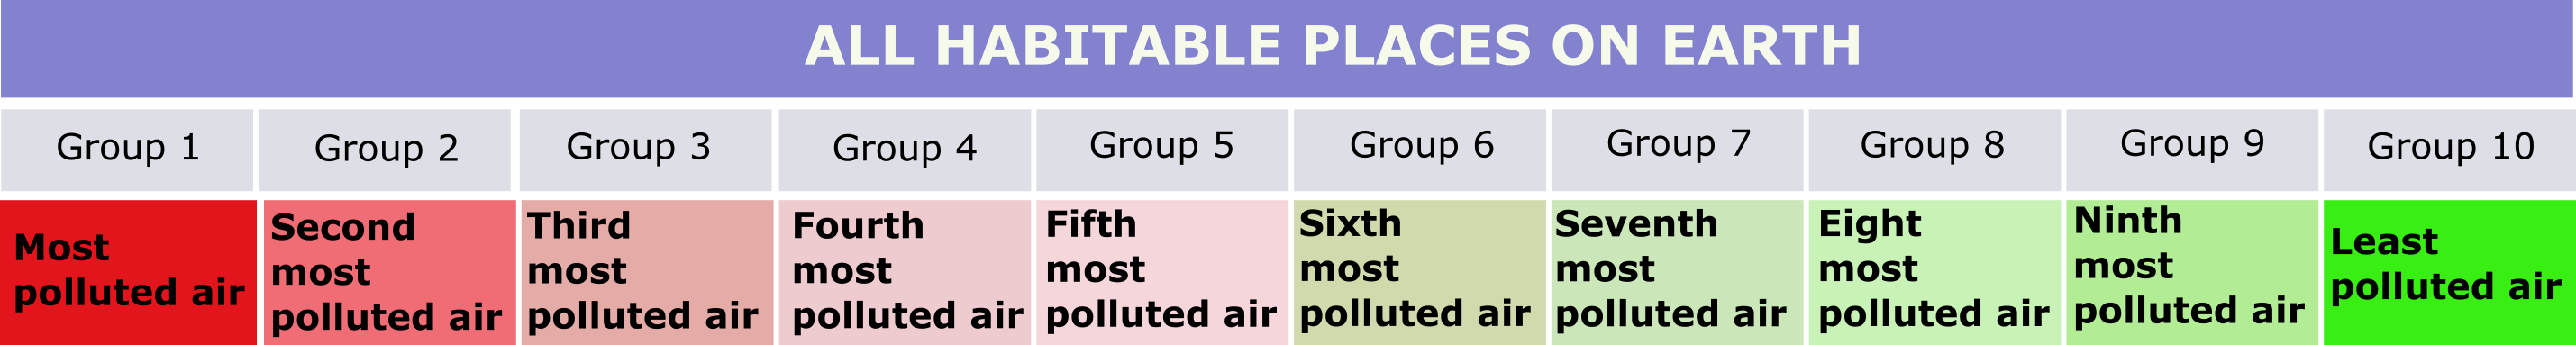 ALL HABITABLE PLACES ON EARTH
Group 1
Group 2
Group 3
Group 4
Group 5
Group 6
Group 7
Group 8
Group 9
Group 10
Most
polluted air
Second
most
polluted air
Third
most
polluted air
Fourth
most
polluted air
Fifth
most
polluted air
Sixth
most
polluted air
Seventh
most
polluted air
Eight
most
polluted air
Ninth
most
polluted air
Least
polluted air